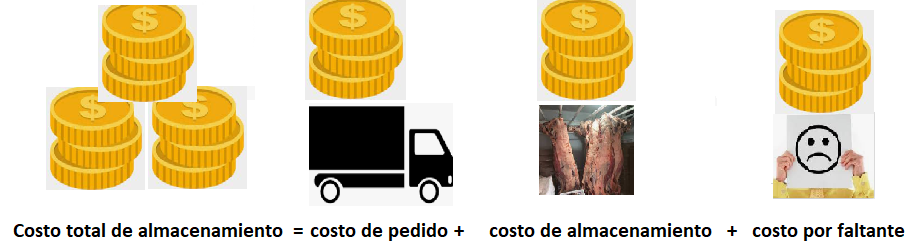 $ $ $ $
$ $
Costo total de almacenamiento = costo de pedido + costo de almacenamiento + costo por faltante